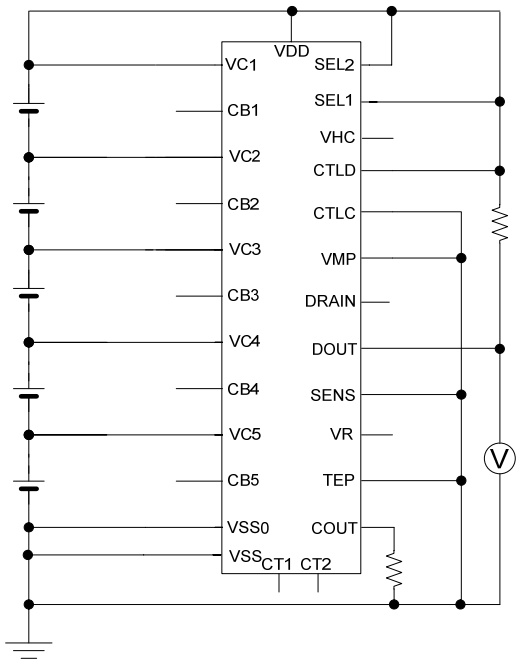 VDD
VC1
SEL2
SEL1
CB1
VHC
VC2
CTLD
CB2
CTLC
VC3
VMP
CB3
DRAIN
VC4
DOUT
CB4
SENS
VC5
VR
V
CB5
TEP
VSS0
COUT
VSS
CT1 CT2